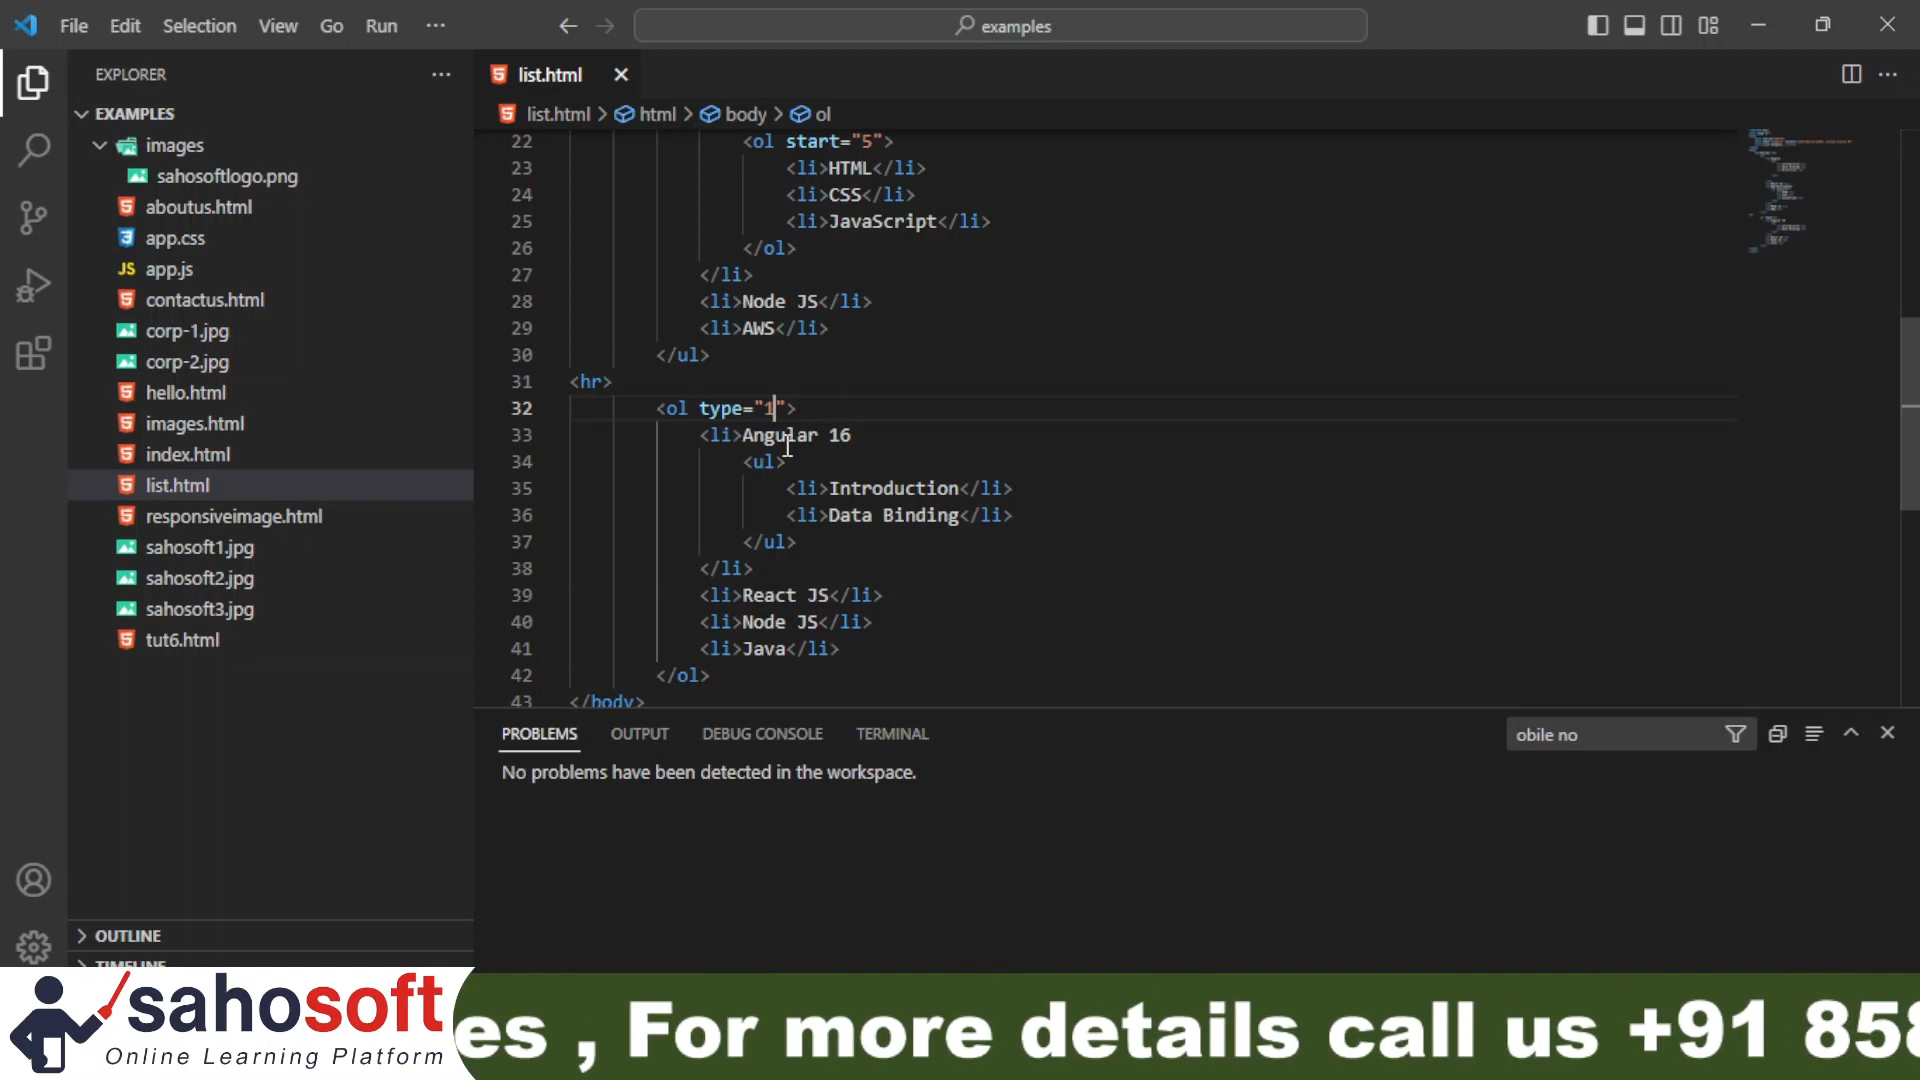 File Edit Selection View Go Run ··· examples
EXPLORER ···
EXAMPLES
images
sahosoftlogo.png
aboutus.html
app.css
JS app.js
contactus.html
corp-1.jpg
corp-2.jpg
hello.html
images.html
index.html
list.html
responsiveimage.html
sahosoft1.jpg
sahosoft2.jpg
sahosoft3.jpg
tut6.html
OUTLINE
TIMELINE
list.html
list.html > html > body > ol
22 <ol start="5">
23 <li>HTML</li>
24 <li>CSS</li>
25 <li>JavaScript</li>
26 </ol>
27 </li>
28 <li>Node JS</li>
29 <li>AWS</li>
30 </ul>
31 <hr>
32 <ol type="1">
33 <li>Angular 16
34 <ul>
35 <li>Introduction</li>
36 <li>Data Binding</li>
37 </ul>
38 </li>
39 <li>React JS</li>
40 <li>Node JS</li>
41 <li>Java</li>
42 </ol>
43 </body>
PROBLEMS OUTPUT DEBUG CONSOLE TERMINAL obile no
No problems have been detected in the workspace.
sahosoft
Online Learning Platform
es , For more details call us +91 858